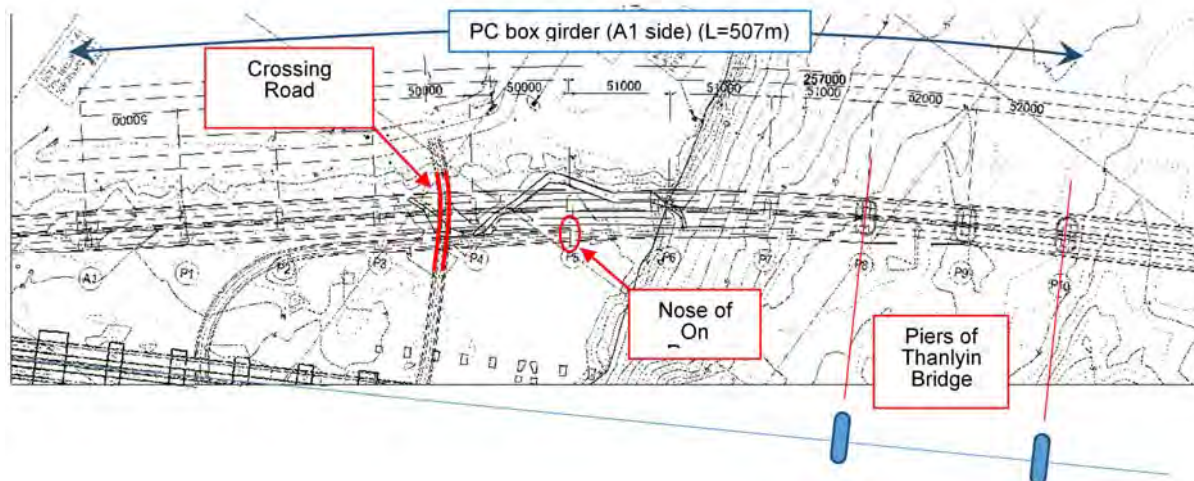 PC box girder (A1 side) (L=507m)
Crossing
Road
50000
50000
50000
51000
51000
257000
51000
52000
52000
A1
P1
P2
P3
P4
P5
P6
P7
P8
P9
P10
Nose of
On
Piers of
Thanlyin
Bridge